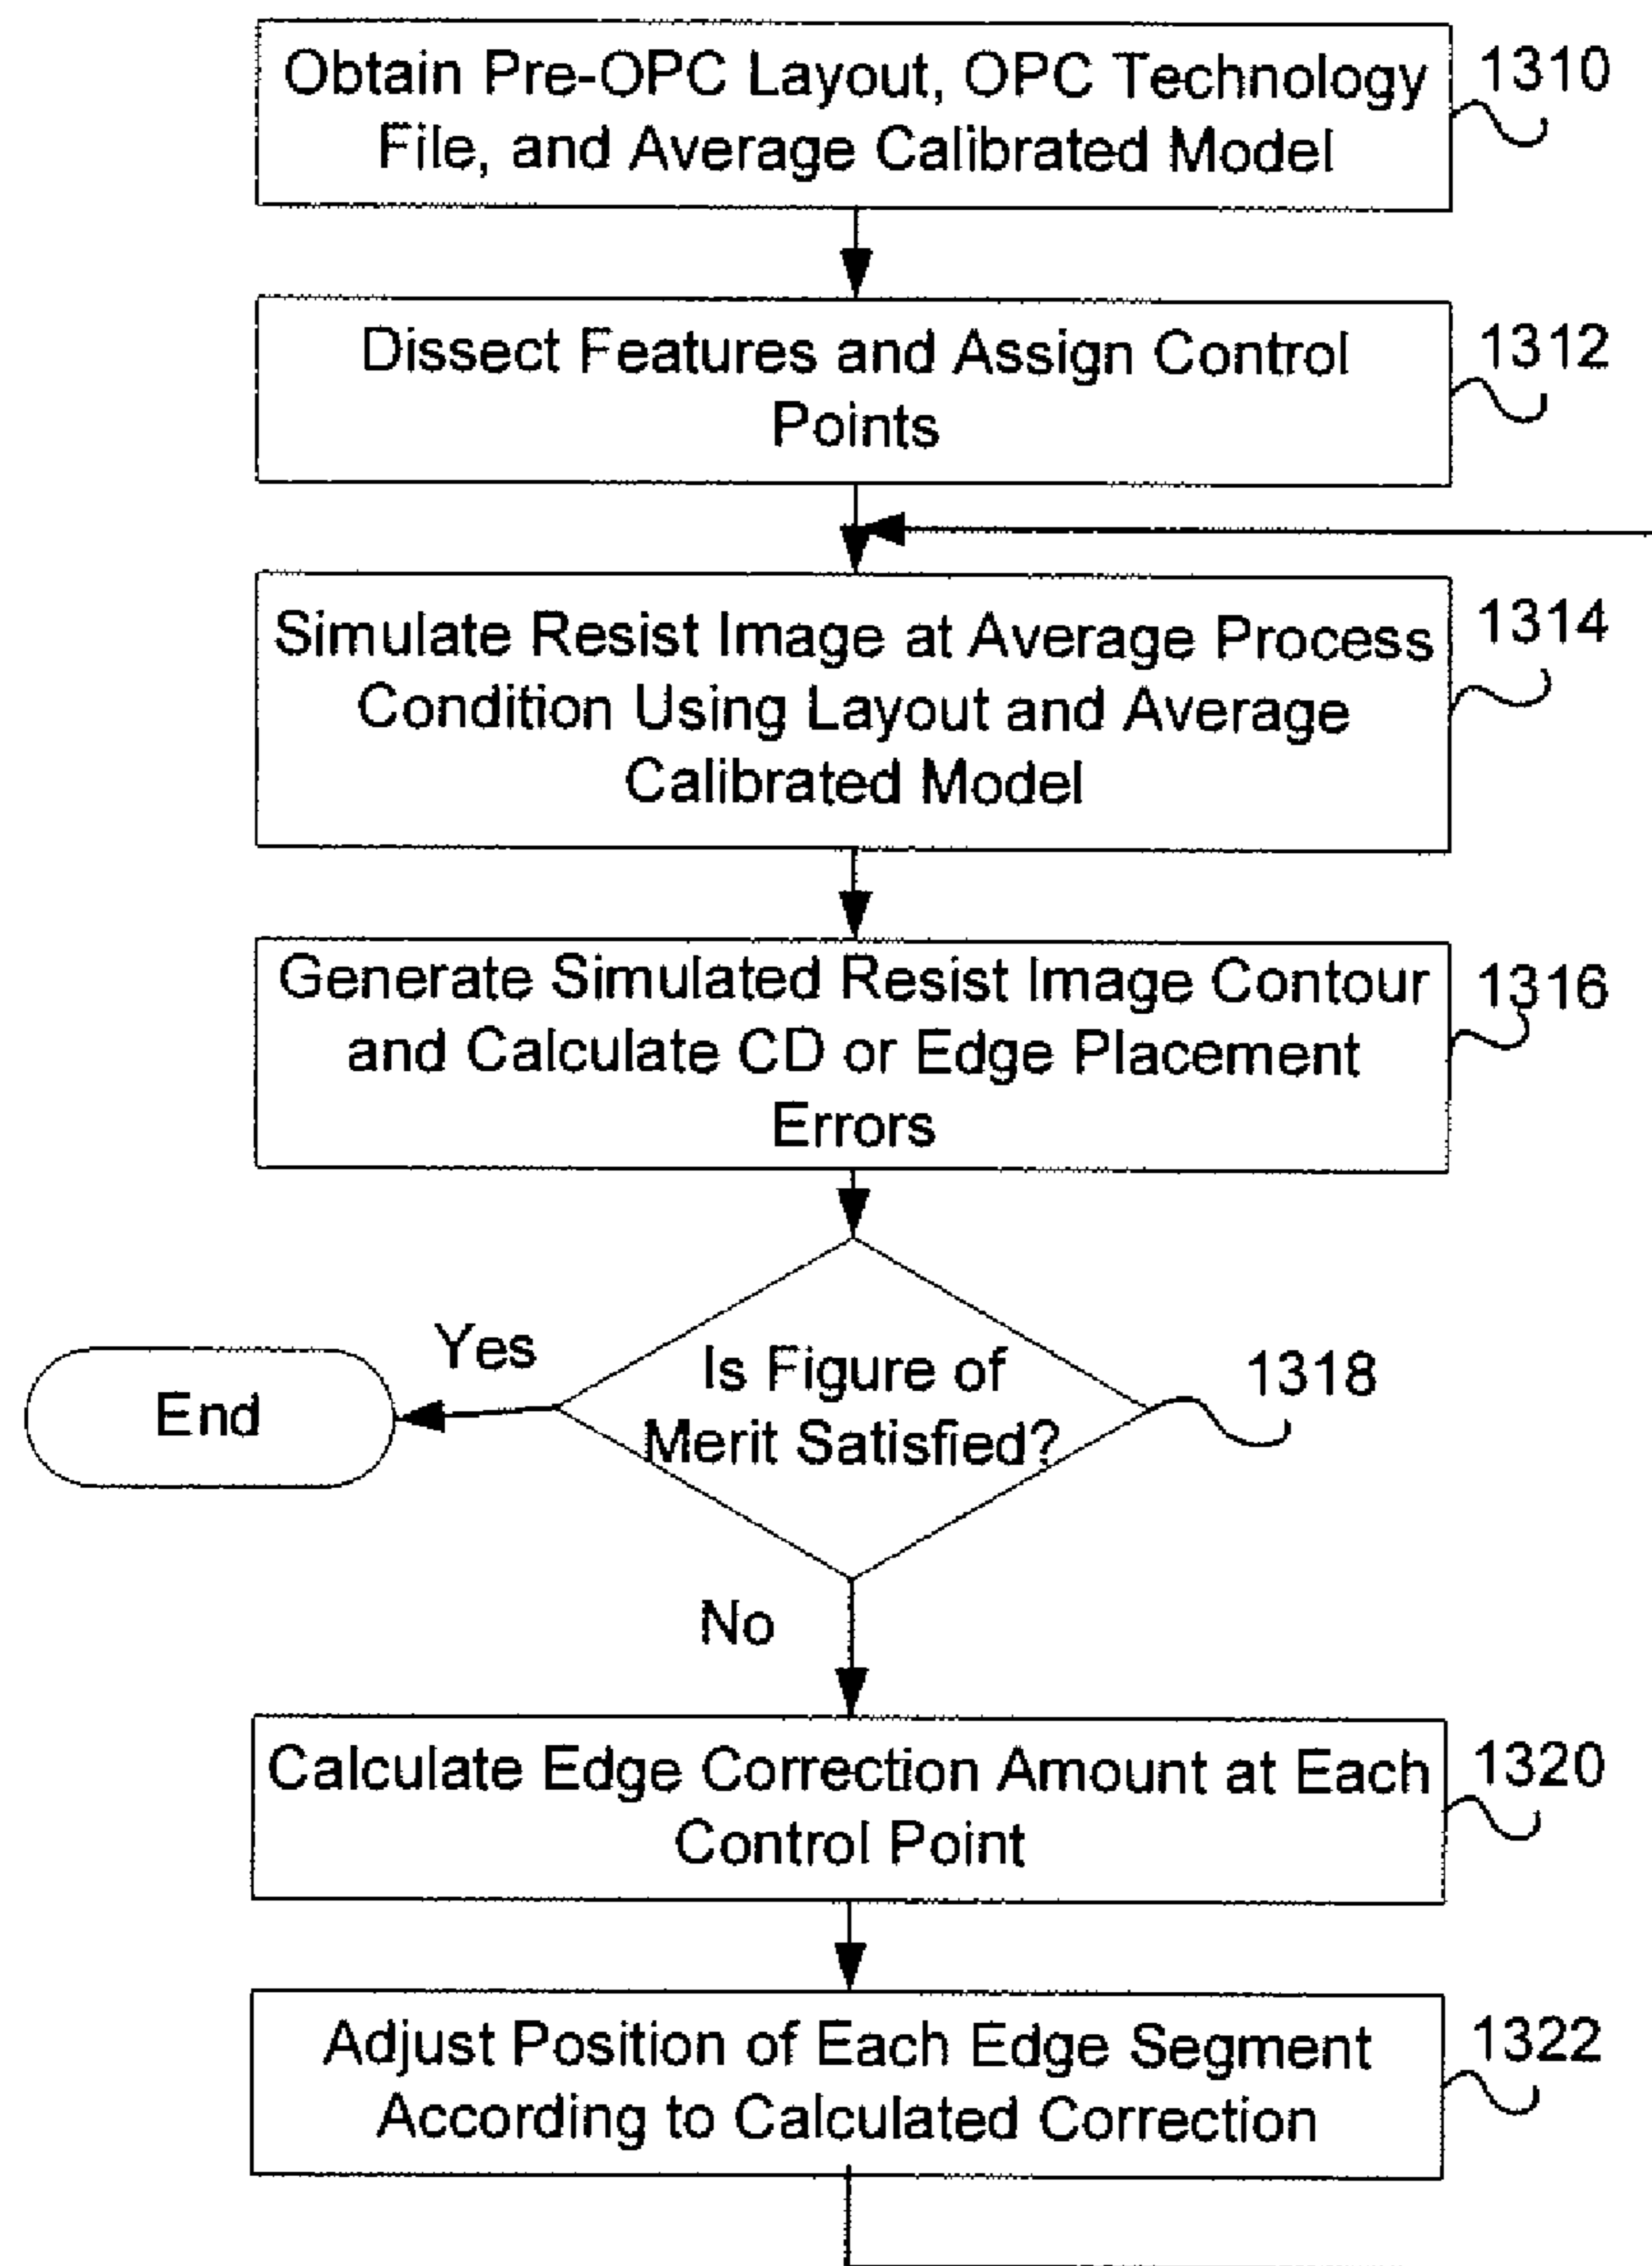 Obtain Pre-OPC Layout, OPC Technology
File, and Average Calibrated Model
1310
Dissect Features and Assign Control
Points
1312
Simulate Resist Image at Average Process
Condition Using Layout and Average
Calibrated Model
1314
Generate Simulated Resist Image Contour
and Calculate CD or Edge Placement
Errors
1316
Is Figure of
Merit Satisfied?
1318
Yes
End
No
Calculate Edge Correction Amount at Each
Control Point
1320
Adjust Position of Each Edge Segment
According to Calculated Correction
1322